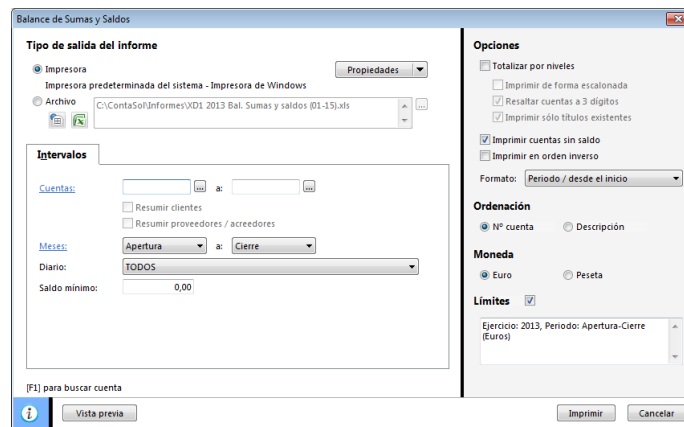 Balance de Sumas y Saldos
Tipo de salida del informe
Impresora
Propiedades
Impresora predeterminada del sistema - Impresora de Windows
Archivo
C:\ContaSol\Informes\XD1 2013 Bal. Sumas y saldos (01-15).xls
...
Intervalos
Cuentas:
...
a:
...
Resumir clientes
Resumir proveedores / acreedores
Meses:
Apertura
a:
Cierre
Diario:
TODOS
Saldo mínimo:
0,00
[F1] para buscar cuenta
Opciones
Totalizar por niveles
Imprimir de forma escalonada
Resaltar cuentas a 3 dígitos
Imprimir sólo títulos existentes
Imprimir cuentas sin saldo
Imprimir en orden inverso
Formato:
Periodo / desde el inicio
Ordenación
Nº cuenta
Descripción
Moneda
Euro
Peseta
Límites
Ejercicio: 2013, Periodo: Apertura-Cierre
(Euros)
i
Vista previa
Imprimir
Cancelar